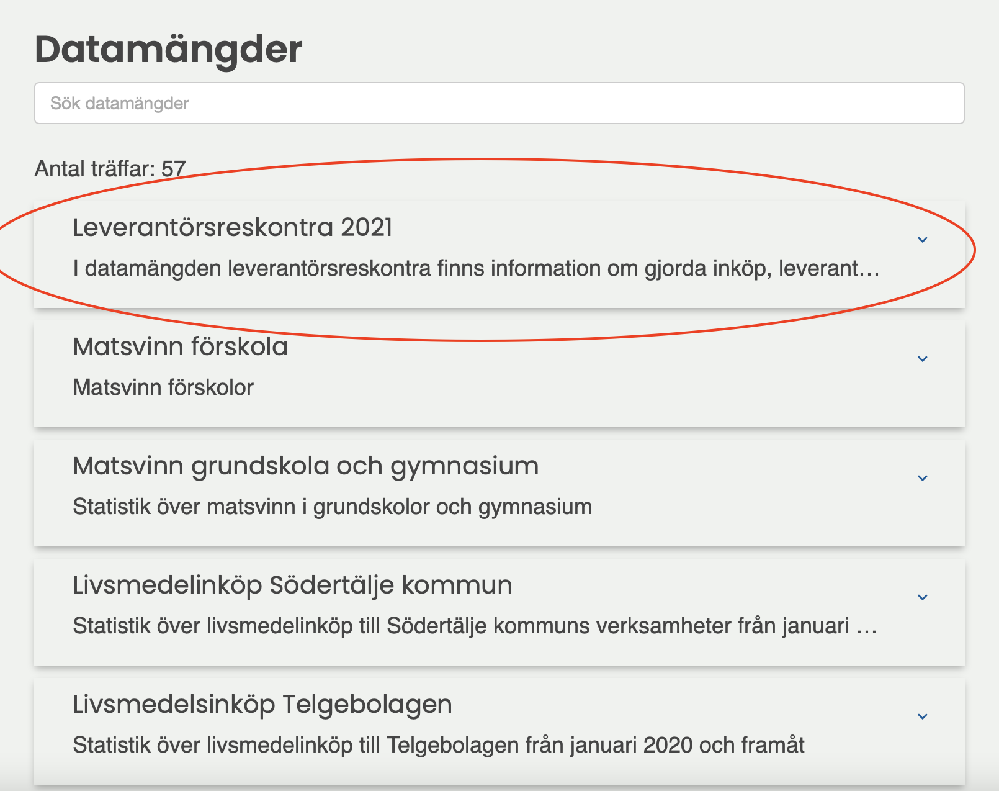 Datamängder
Sök datamängder
Antal träffar: 57
Leverantörsreskontra 2021
I datamängden leverantörsreskontra finns information om gjorda inköp, leverant…
Matsvinn förskola
Matsvinn förskolor
Matsvinn grundskola och gymnasium
Statistik över matsvinn i grundskolor och gymnasium
Livsmedelinköp Södertälje kommun
Statistik över livsmedelinköp till Södertälje kommuns verksamheter från januari …
Livsmedelsinköp Telgebolagen
Statistik över livsmedelinköp till Telgebolagen från januari 2020 och framåt